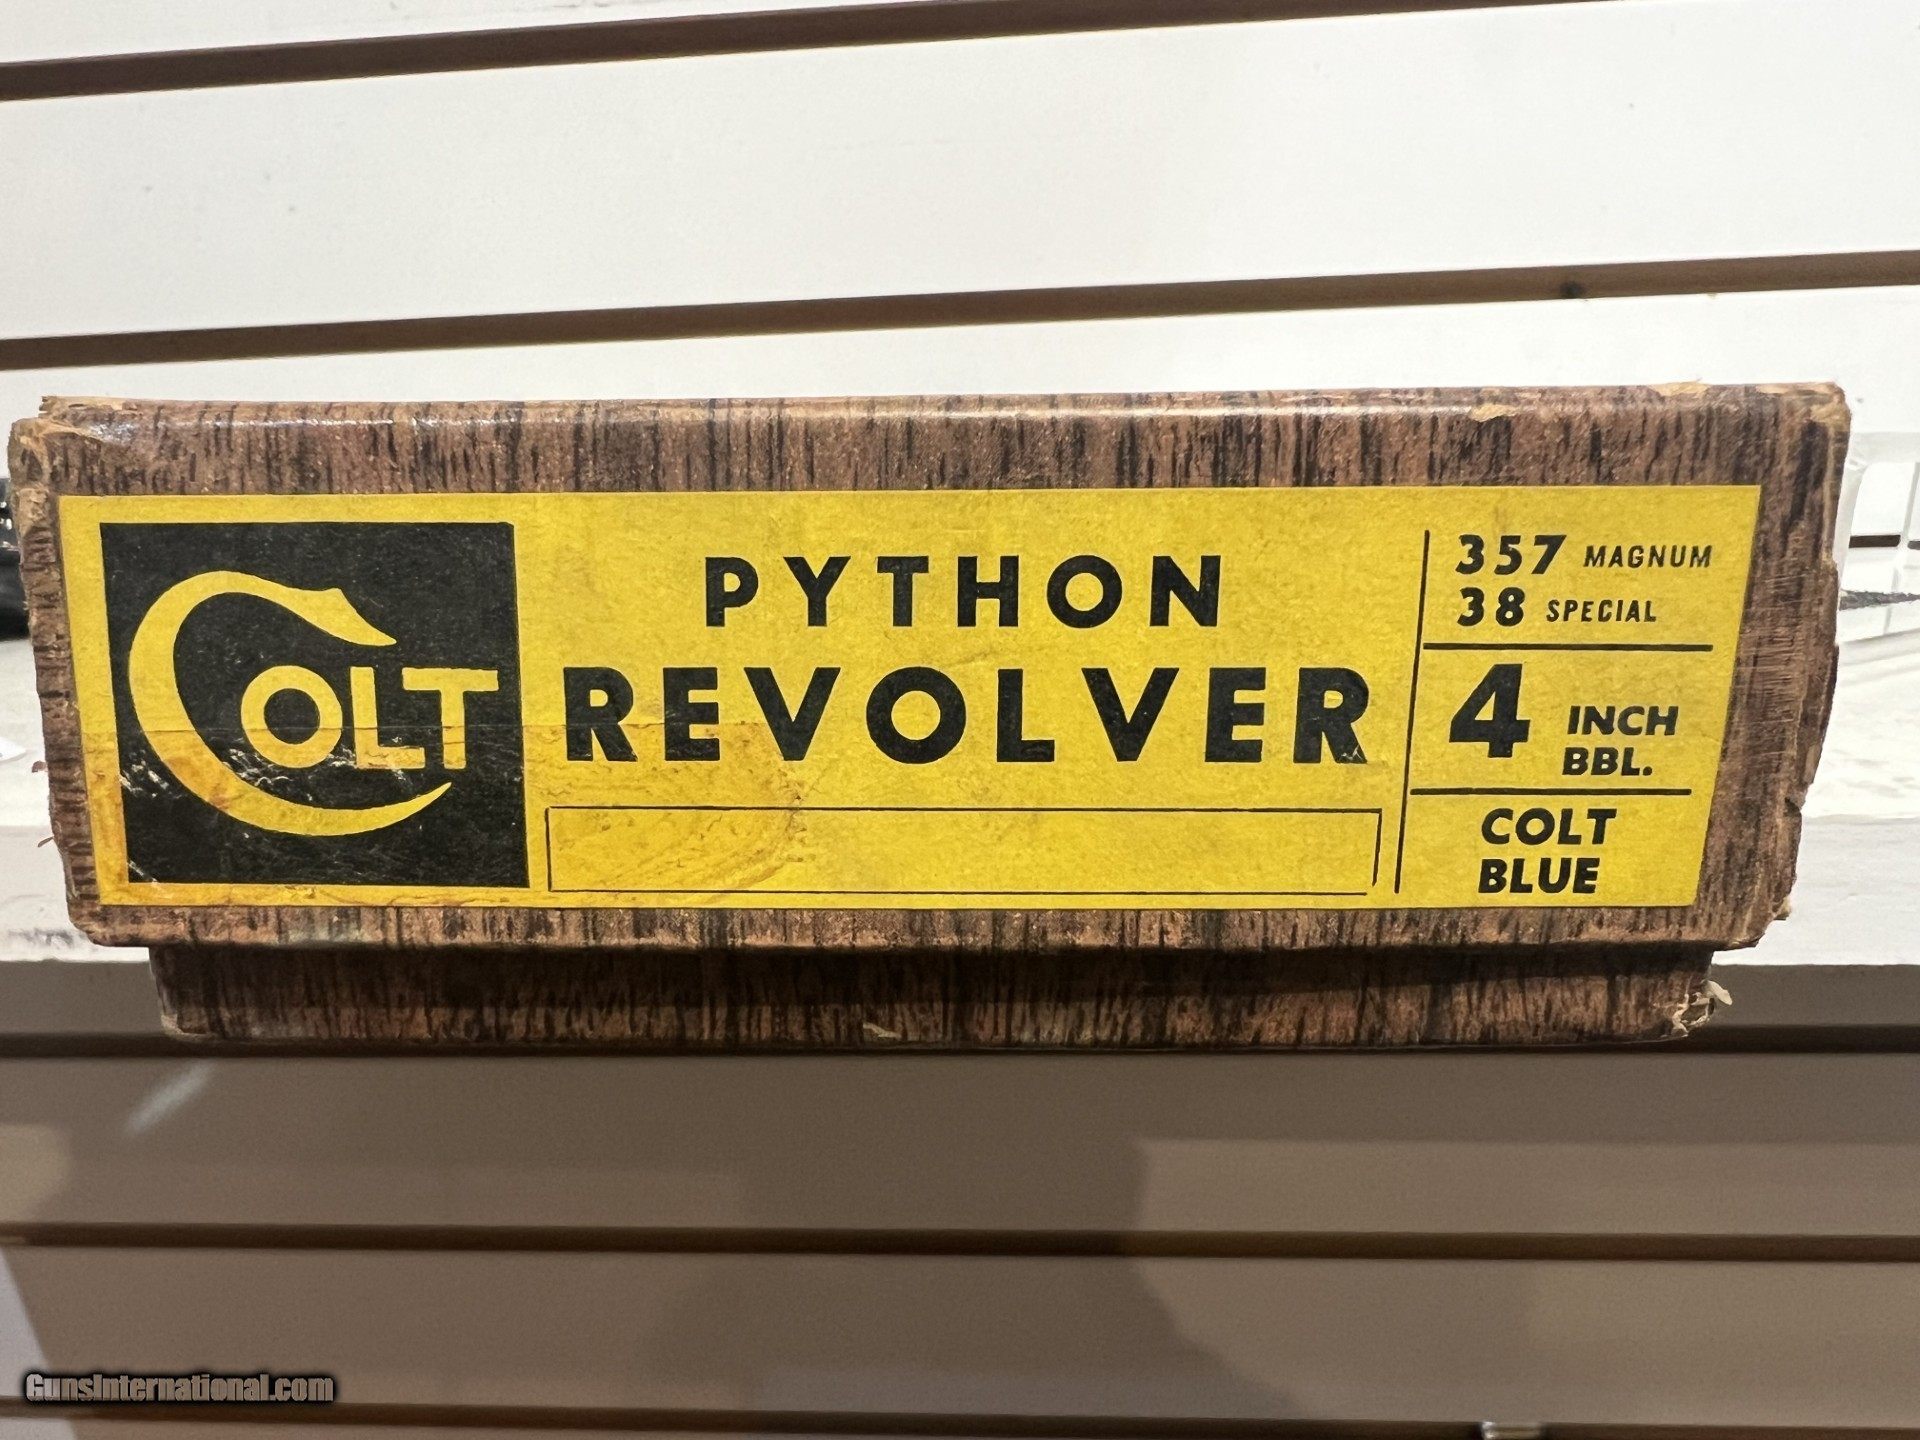 COLT
PYTHON
REVOLVER
357 MAGNUM
38 SPECIAL
4 INCH
BBL.
COLT
BLUE
GunsInternational.com